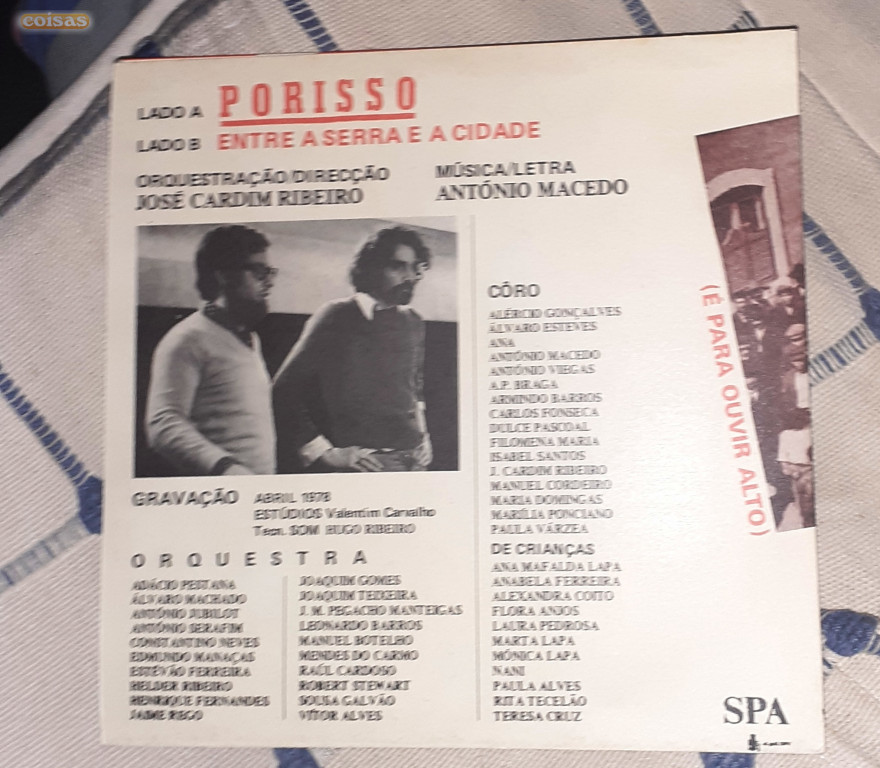 coisas
LADO A PORISSO
LADO B ENTRE A SERRA E A CIDADE
ORQUESTRAÇÃO/DIRECÇÃO
JOSÉ CARDIM RIBEIRO
MÚSICA/LETRA
ANTÓNIO MACEDO
CÔRO
ALÉRCIO GONÇALVES
ÁLVARO ESTEVES
ANA
ANTÓNIO MACEDO
ANTÓNIO VIEGAS
A.P. BRAGA
ARMINDO BARROS
CARLOS FONSECA
DULCE PASCOAL
FILOMENA MARIA
ISABEL SANTOS
J. CARDIM RIBEIRO
MANUEL CORDEIRO
MARIA DOMINGAS
MARÍLIA PONCIANO
PAULA VÁRZEA
DE CRIANÇAS
ANA MAFALDA LAPA
ANABELA FERREIRA
ALEXANDRA COITO
FLORA ANJOS
LAURA PEDROSA
MARTA LAPA
MÓNICA LAPA
NANI
PAULA ALVES
RITA TECELÃO
TERESA CRUZ
(É PARA OUVIR ALTO)
GRAVAÇÃO ABRIL 1978
ESTÚDIOS Valentim Carvalho
Tecn. SOM HUGO RIBEIRO
ORQUESTRA
ADÁCIO PESTANA
ÁLVARO MACHADO
ANTÓNIO JUBILOT
ANTÓNIO SERAFIM
CONSTANTINO NEVES
EDMUNDO MANAÇAS
ESTÊVÃO FERREIRA
HELDER RIBEIRO
HENRIQUE FERNANDES
JAIME REGO
JOAQUIM GOMES
JOAQUIM TEIXEIRA
J. M. PEGACHO MANTEIGAS
LEONARDO BARROS
MANUEL BOTELHO
MENDES DO CARMO
RAÚL CARDOSO
ROBERT STEWART
SOUSA GALVÃO
VÍTOR ALVES
SPA